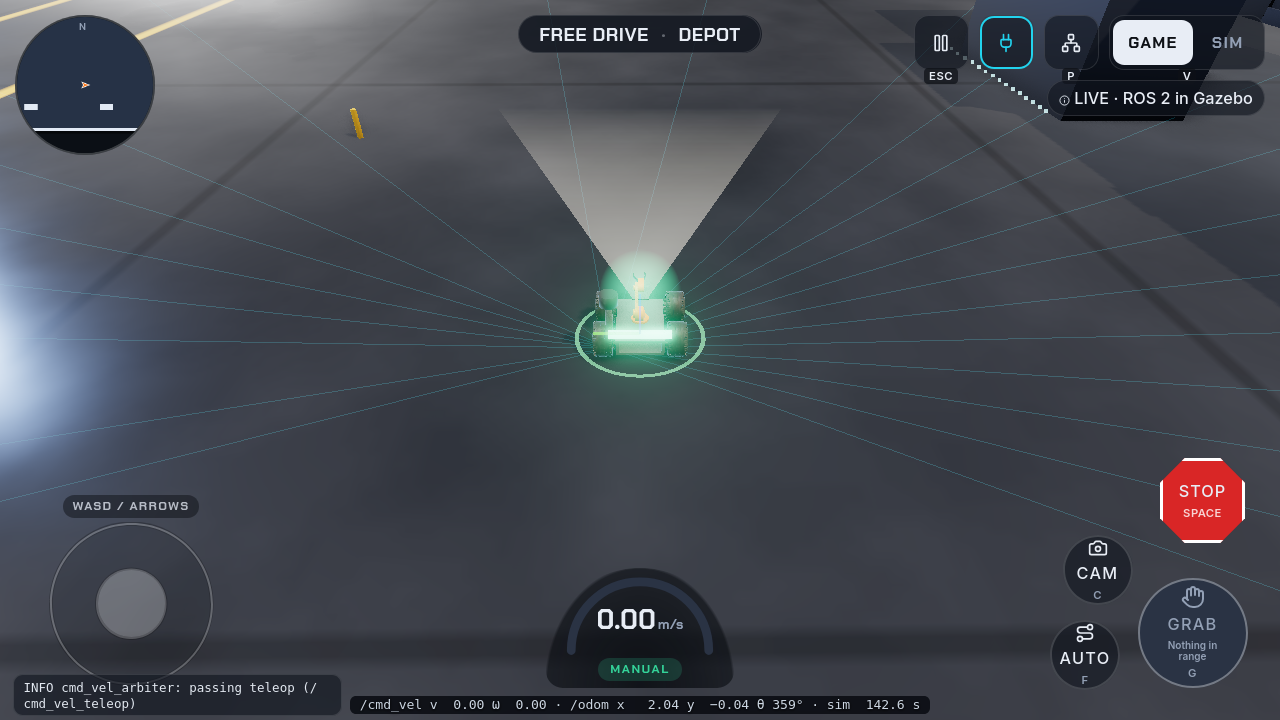 N
FREE DRIVE · DEPOT
GAME SIM
ESC
P
V
LIVE · ROS 2 in Gazebo
WASD / ARROWS
STOP
SPACE
CAM
C
GRAB
Nothing in
range
G
AUTO
F
0.00 m/s
MANUAL
INFO cmd_vel_arbiter: passing teleop (/
cmd_vel_teleop)
/cmd_vel v 0.00 ω 0.00 · /odom x 2.04 y −0.04 θ 359° · sim 142.6 s